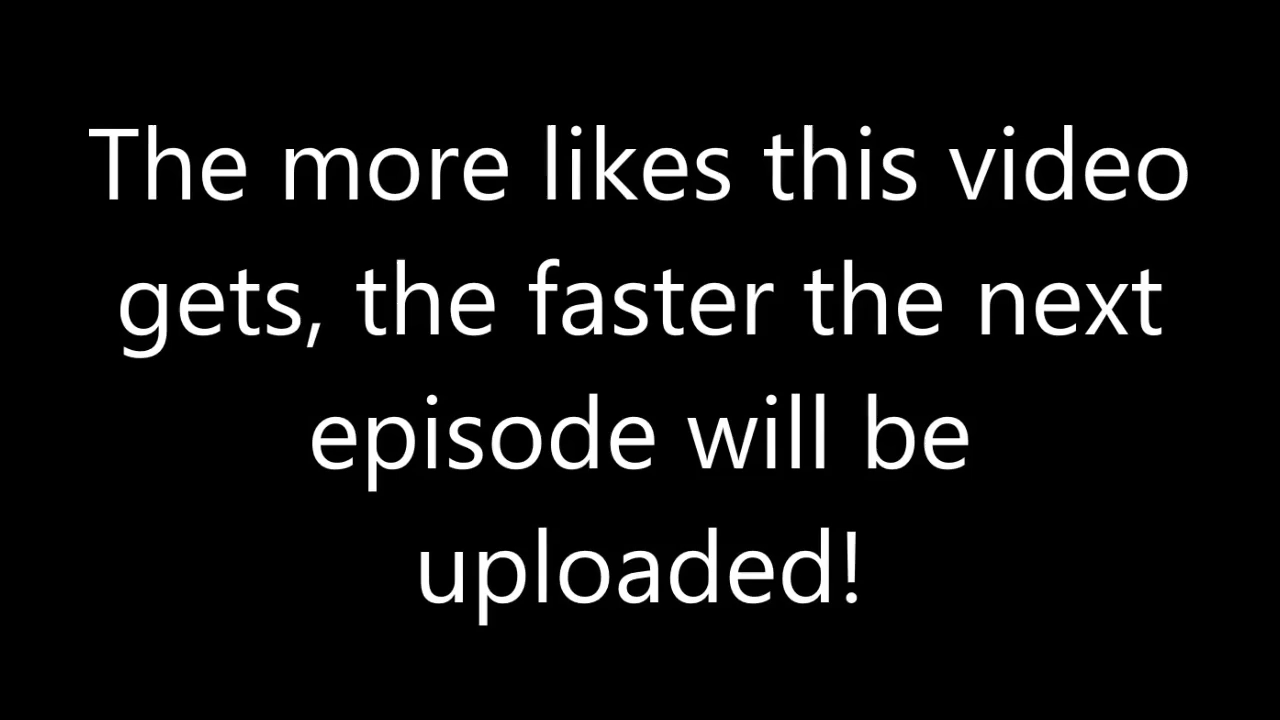 The more likes this video
gets, the faster the next
episode will be
uploaded!